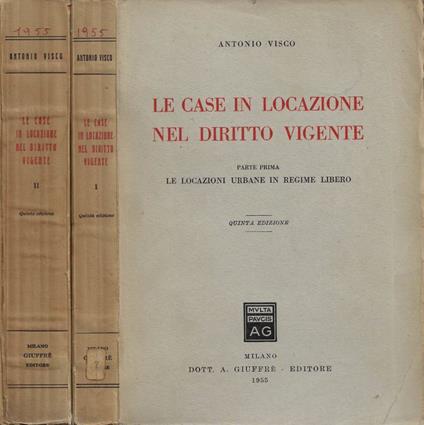 1955
ANTONIO VISCO
LE CASE
IN LOCAZIONE
NEL DIRITTO
VIGENTE
II
Quinta edizione
MILANO
GIUFFRÈ
EDITORE
1955
ANTONIO VISCO
LE CASE
IN LOCAZIONE
NEL DIRITTO
VIGENTE
I
Quinta edizione
MILANO
ANTONIO VISCO
LE CASE IN LOCAZIONE
NEL DIRITTO VIGENTE
PARTE PRIMA
LE LOCAZIONI URBANE IN REGIME LIBERO
QUINTA EDIZIONE
MVLTA
PAVCIS
AG
MILANO
DOTT. A. GIUFFRÈ - EDITORE
1955